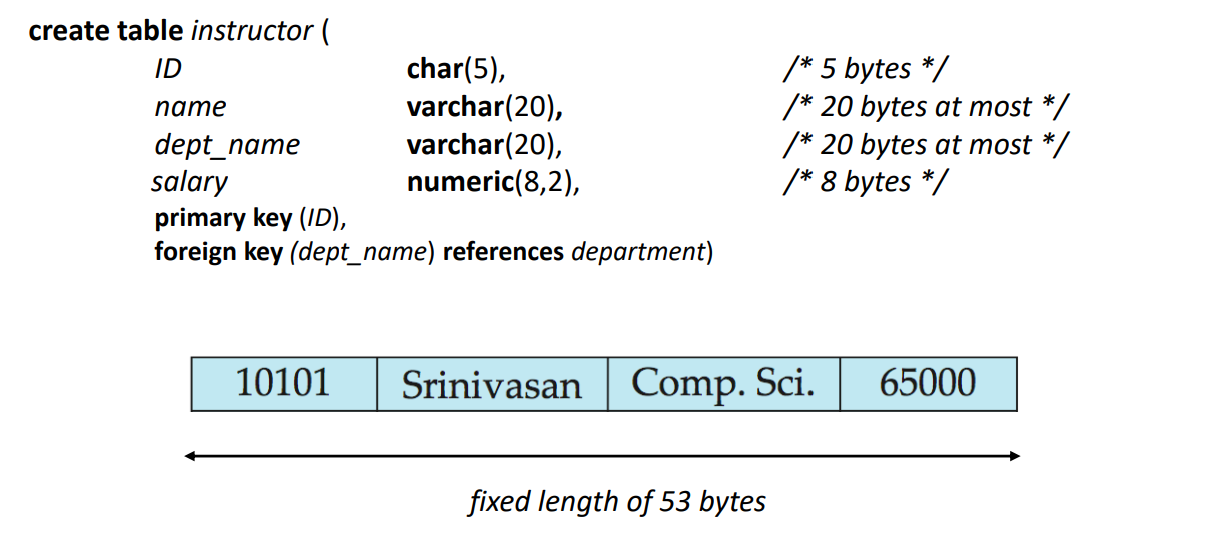 create table instructor (
ID char(5), /* 5 bytes */
name varchar(20), /* 20 bytes at most */
dept_name varchar(20), /* 20 bytes at most */
salary numeric(8,2), /* 8 bytes */
primary key (ID),
foreign key (dept_name) references department)
10101 Srinivasan Comp. Sci. 65000
fixed length of 53 bytes